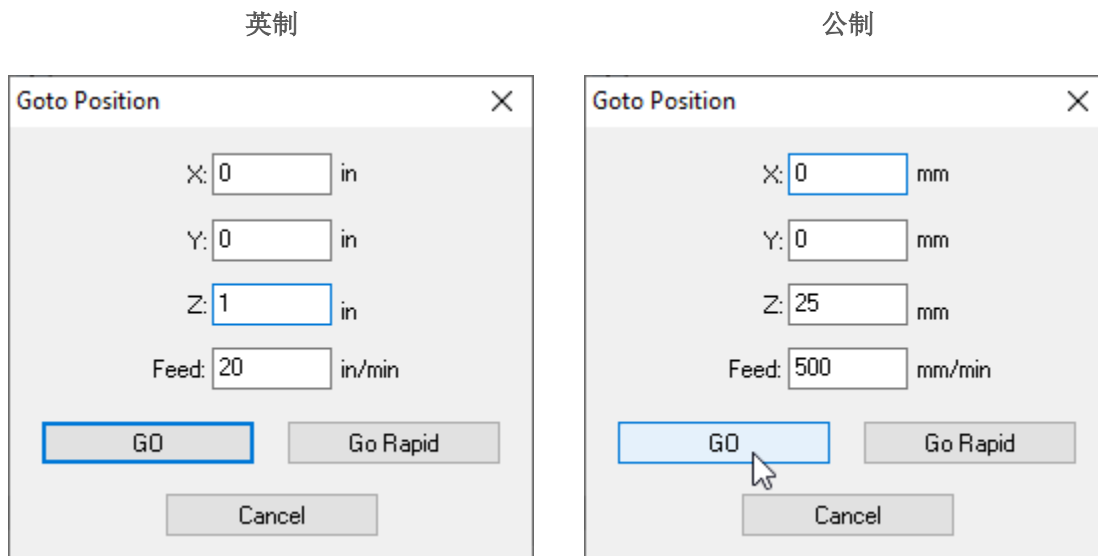 英制
Goto Position
X: 0 in
Y: 0 in
Z: 1 in
Feed: 20 in/min
GO Go Rapid
Cancel
公制
Goto Position
X: 0 mm
Y: 0 mm
Z: 25 mm
Feed: 500 mm/min
GO Go Rapid
Cancel